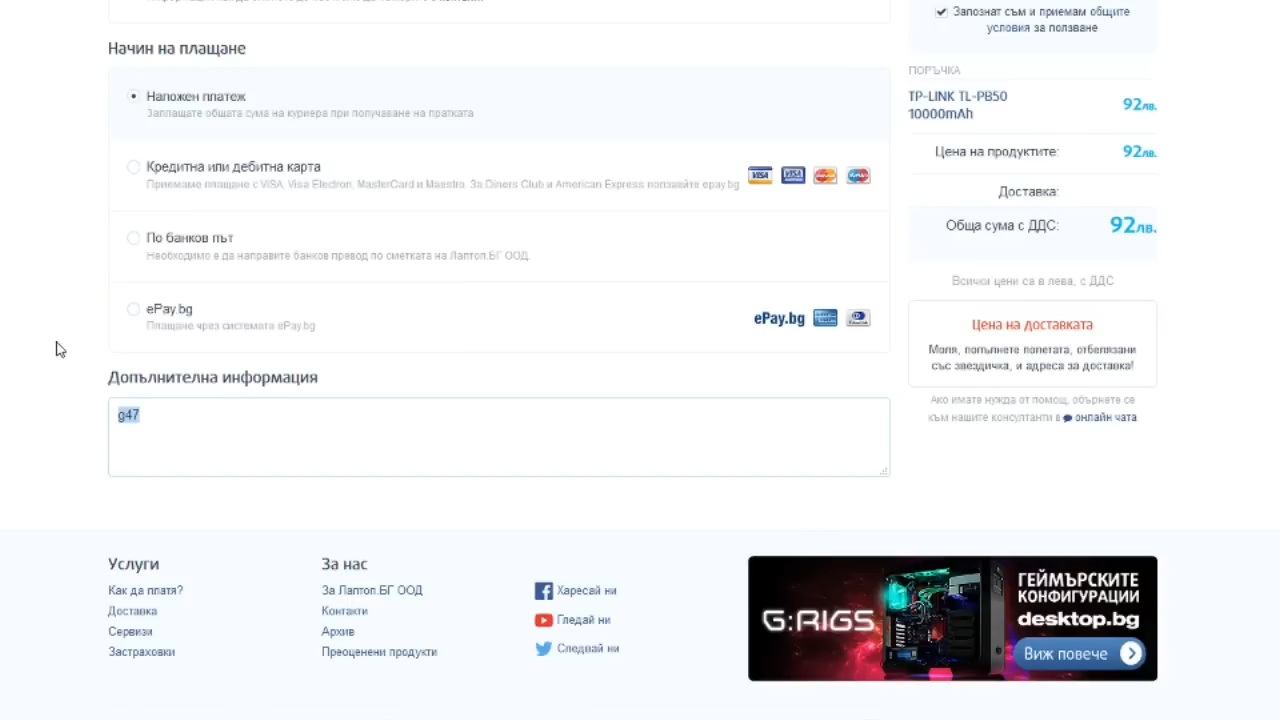 Начин на плащане
Наложен платеж
Заплащате общата сума на куриера при получаване на пратката
Кредитна или дебитна карта
Приемаме плащане с VISA, Visa Electron, MasterCard и Maestro. За Diners Club и American Express ползвайте epay.bg
VISA
VISA
По банков път
Необходимо е да направите банков превод по сметката на Лаптоп.БГ ООД.
ePay.bg
Плащане чрез системата ePay.bg
ePay.bg
Допълнителна информация
g47
Запознат съм и приемам общите
условия за ползване
ПОРЪЧКА
TP-LINK TL-PB50
10000mAh
92лв.
Цена на продуктите:
92лв.
Доставка:
Обща сума с ДДС:
92лв.
Всички цени са в лева, с ДДС
Цена на доставката
Моля, попълнете полетата, отбелязани
със звездичка, и адреса за доставка!
Ако имате нужда от помощ, обърнете се
към нашите консултанти в онлайн чата
Услуги
Как да платя?
Доставка
Сервизи
Застраховки
За нас
За Лаптоп.БГ ООД
Контакти
Архив
Преоценени продукти
Харесай ни
Гледай ни
Следвай ни
G:RIGS
ГЕЙМЪРСКИТЕ
КОНФИГУРАЦИИ
desktop.bg
Виж повече